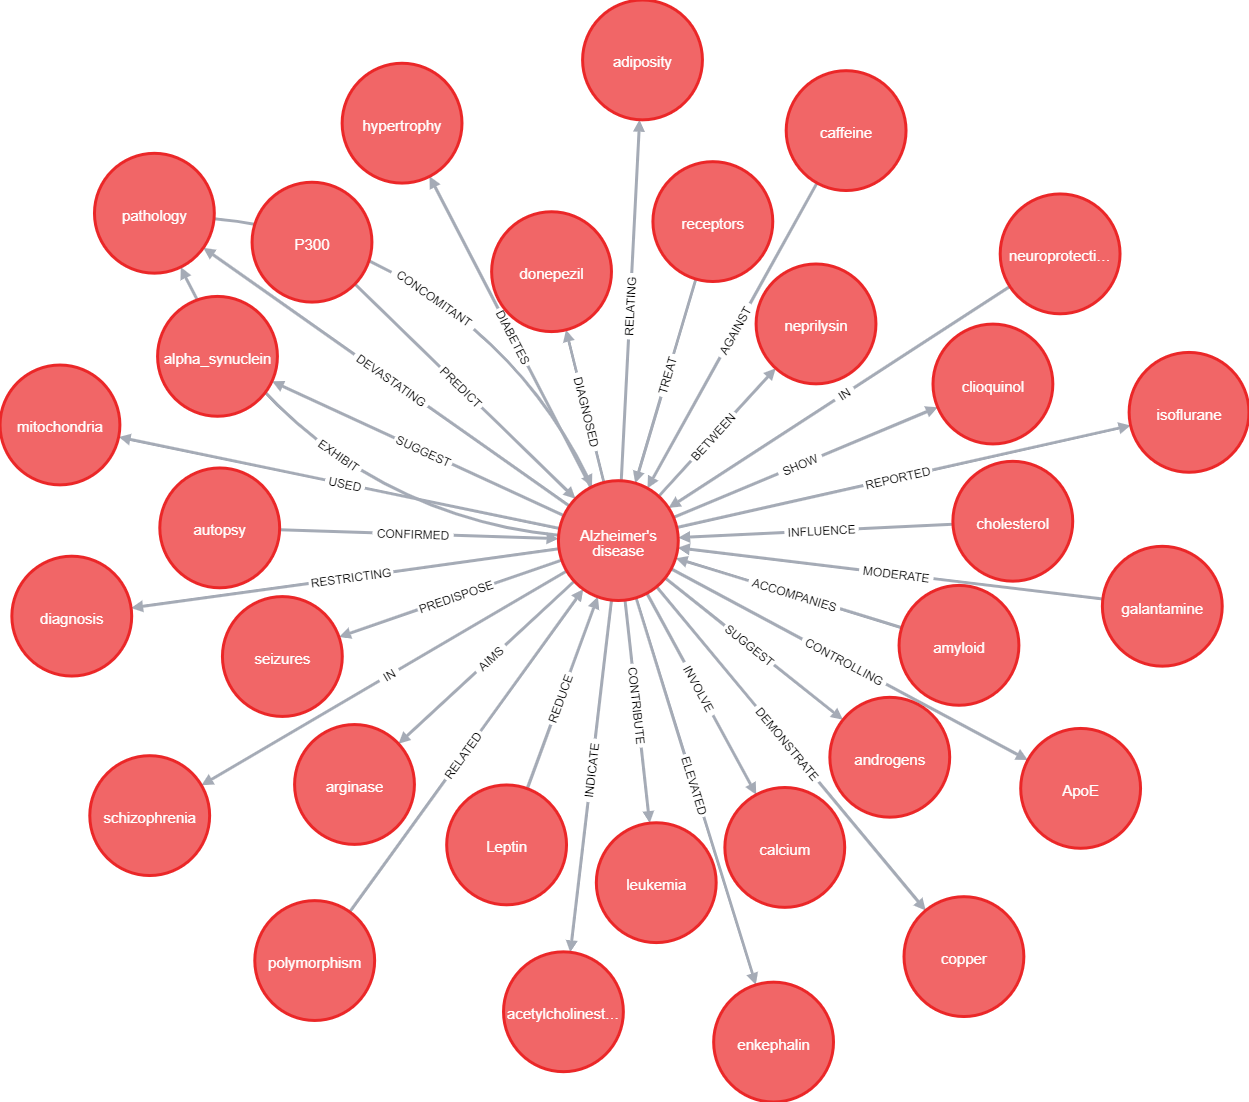 adiposity
hypertrophy
caffeine
pathology
P300
receptors
donepezil
neuroprotecti...
neprilysin
alpha_synuclein
clioquinol
isoflurane
mitochondria
CONCOMITANT
DIABETES
RELATING
AGAINST
DEVASTATING
PREDICT
DIAGNOSED
TREAT
IN
BETWEEN
SUGGEST
EXHIBIT
SHOW
REPORTED
USED
autopsy
CONFIRMED
Alzheimer's
disease
INFLUENCE
cholesterol
RESTRICTING
MODERATE
galantamine
diagnosis
PREDISPOSE
ACCOMPANIES
amyloid
seizures
IN
AIMS
REDUCE
CONTRIBUTE
INVOLVE
SUGGEST
CONTROLLING
RELATED
INDICATE
ELEVATED
DEMONSTRATE
androgens
ApoE
schizophrenia
arginase
Leptin
leukemia
calcium
polymorphism
copper
acetylcholinest...
enkephalin